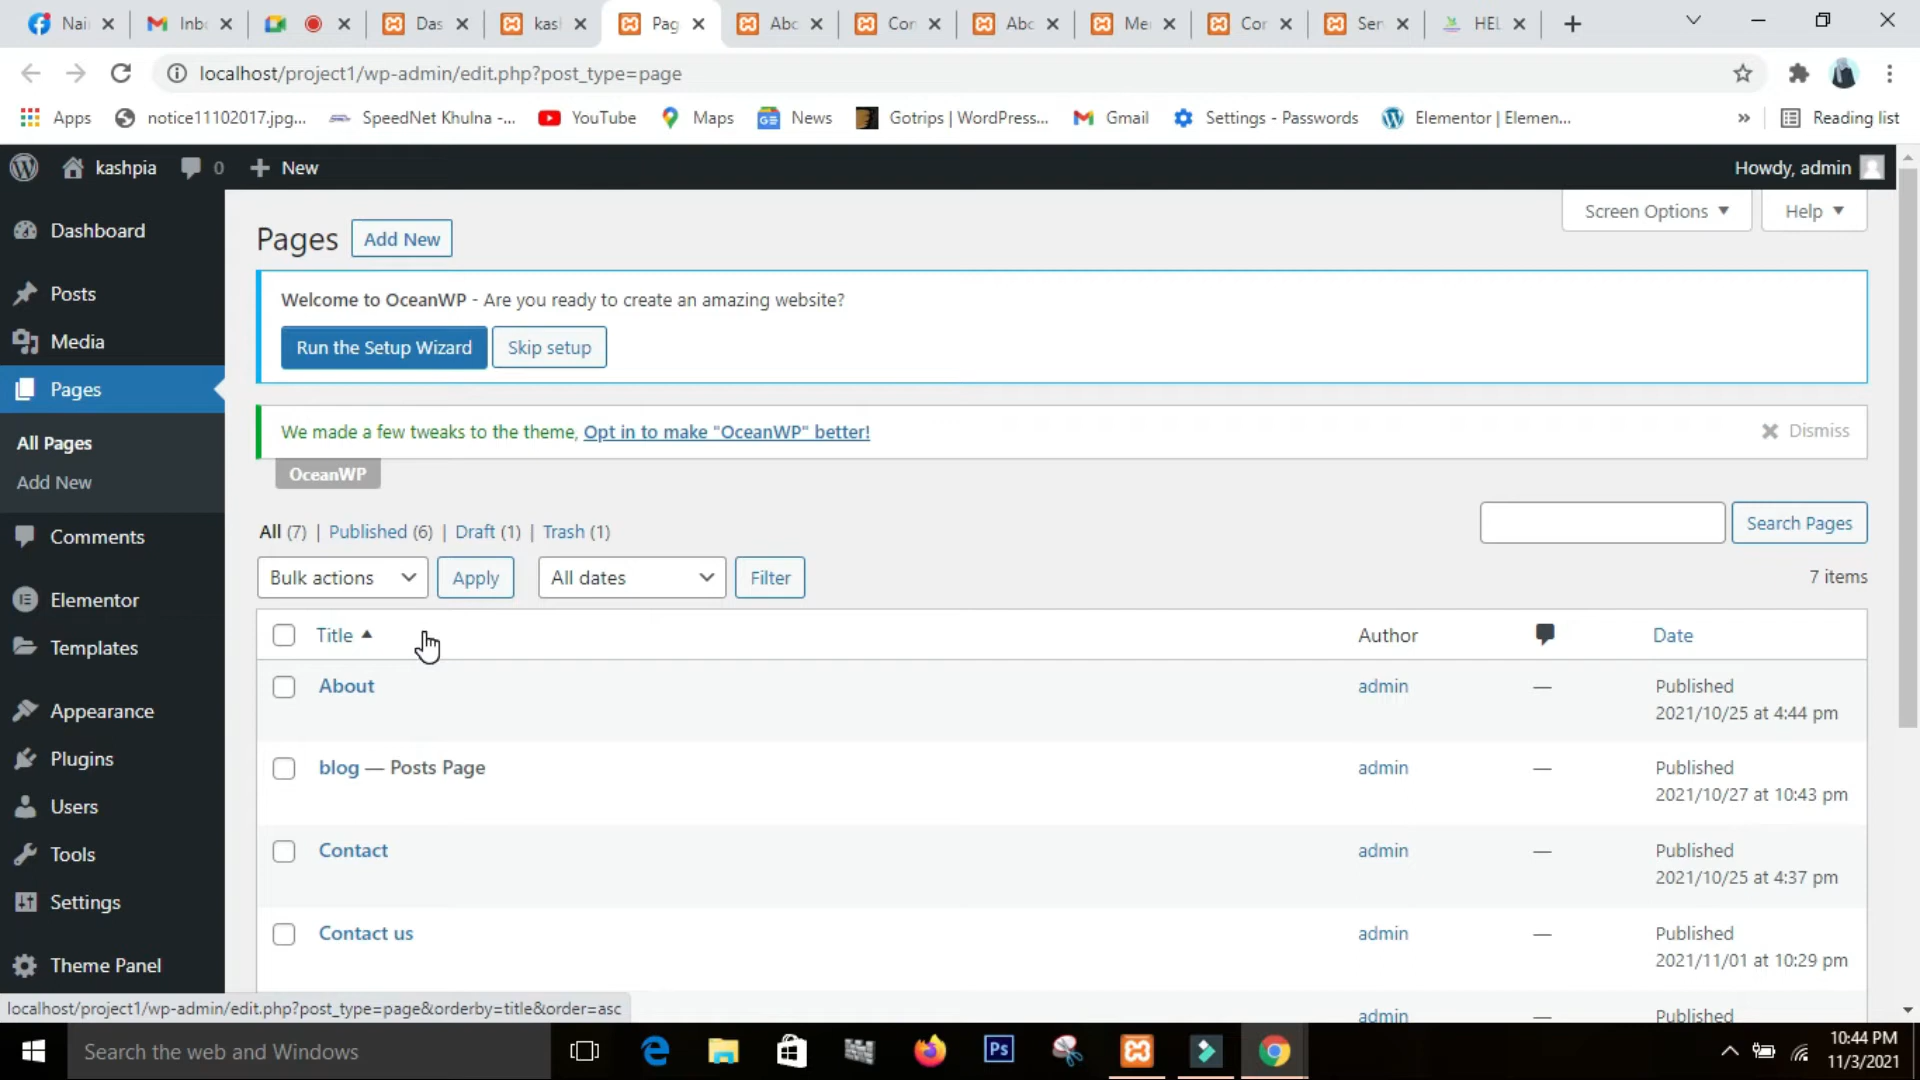 Nai
Inb
Das
kasl
Pag
Abc
Cor
Abc
Me
Cor
Sen
HEL
localhost/project1/wp-admin/edit.php?post_type=page
Apps
notice11102017.jpg...
SpeedNet Khulna -...
YouTube
Maps
News
Gotrips | WordPress...
Gmail
Settings - Passwords
Elementor | Elemen...
»
Reading list
kashpia
0
+ New
Howdy, admin
Dashboard
Posts
Media
Pages
All Pages
Add New
Comments
Elementor
Templates
Appearance
Plugins
Users
Tools
Settings
Theme Panel
Screen Options
Help
Pages
Add New
Welcome to OceanWP - Are you ready to create an amazing website?
Run the Setup Wizard
Skip setup
We made a few tweaks to the theme, Opt in to make "OceanWP" better!
Dismiss
OceanWP
All (7) | Published (6) | Draft (1) | Trash (1)
Search Pages
Bulk actions
Apply
All dates
Filter
7 items
Title
Author
Date
About
admin
—
Published
2021/10/25 at 4:44 pm
blog — Posts Page
admin
—
Published
2021/10/27 at 10:43 pm
Contact
admin
—
Published
2021/10/25 at 4:37 pm
Contact us
admin
—
Published
2021/11/01 at 10:29 pm
admin
—
Published
localhost/project1/wp-admin/edit.php?post_type=page&orderby=title&order=asc
Search the web and Windows
Ps
10:44 PM
11/3/2021